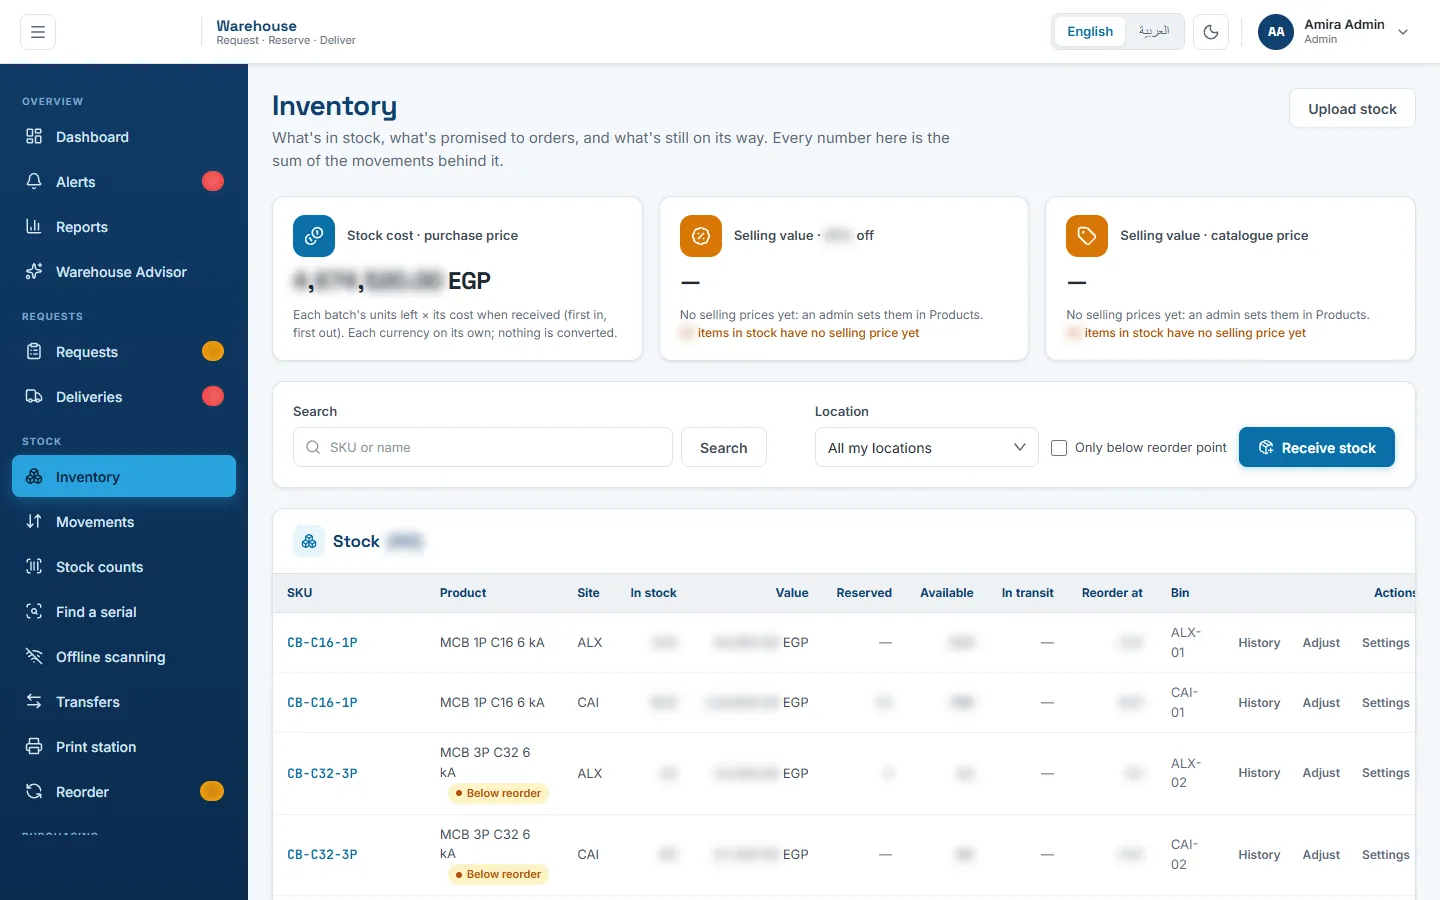 Warehouse
Request · Reserve · Deliver
English
العربية
AA
Amira Admin
Admin
OVERVIEW
Dashboard
Alerts
Reports
Warehouse Advisor
REQUESTS
Requests
Deliveries
STOCK
Inventory
Movements
Stock counts
Find a serial
Offline scanning
Transfers
Print station
Reorder
PURCHASING
Inventory
Upload stock
What's in stock, what's promised to orders, and what's still on its way. Every number here is the
sum of the movements behind it.
Stock cost · purchase price
EGP
Each batch's units left × its cost when received (first in,
first out). Each currency on its own; nothing is converted.
Selling value · off
—
No selling prices yet: an admin sets them in Products.
items in stock have no selling price yet
Selling value · catalogue price
—
No selling prices yet: an admin sets them in Products.
items in stock have no selling price yet
Search
SKU or name
Search
Location
All my locations
Only below reorder point
Receive stock
Stock
SKU Product Site In stock Value Reserved Available In transit Reorder at Bin Actions
CB-C16-1P MCB 1P C16 6 kA ALX EGP — — ALX-
01 History Adjust Settings
CB-C16-1P MCB 1P C16 6 kA CAI EGP — CAI-
01 History Adjust Settings
CB-C32-3P MCB 3P C32 6
kA
Below reorder
ALX EGP — ALX-
02 History Adjust Settings
CB-C32-3P MCB 3P C32 6
kA
Below reorder
CAI EGP — — CAI-
02 History Adjust Settings